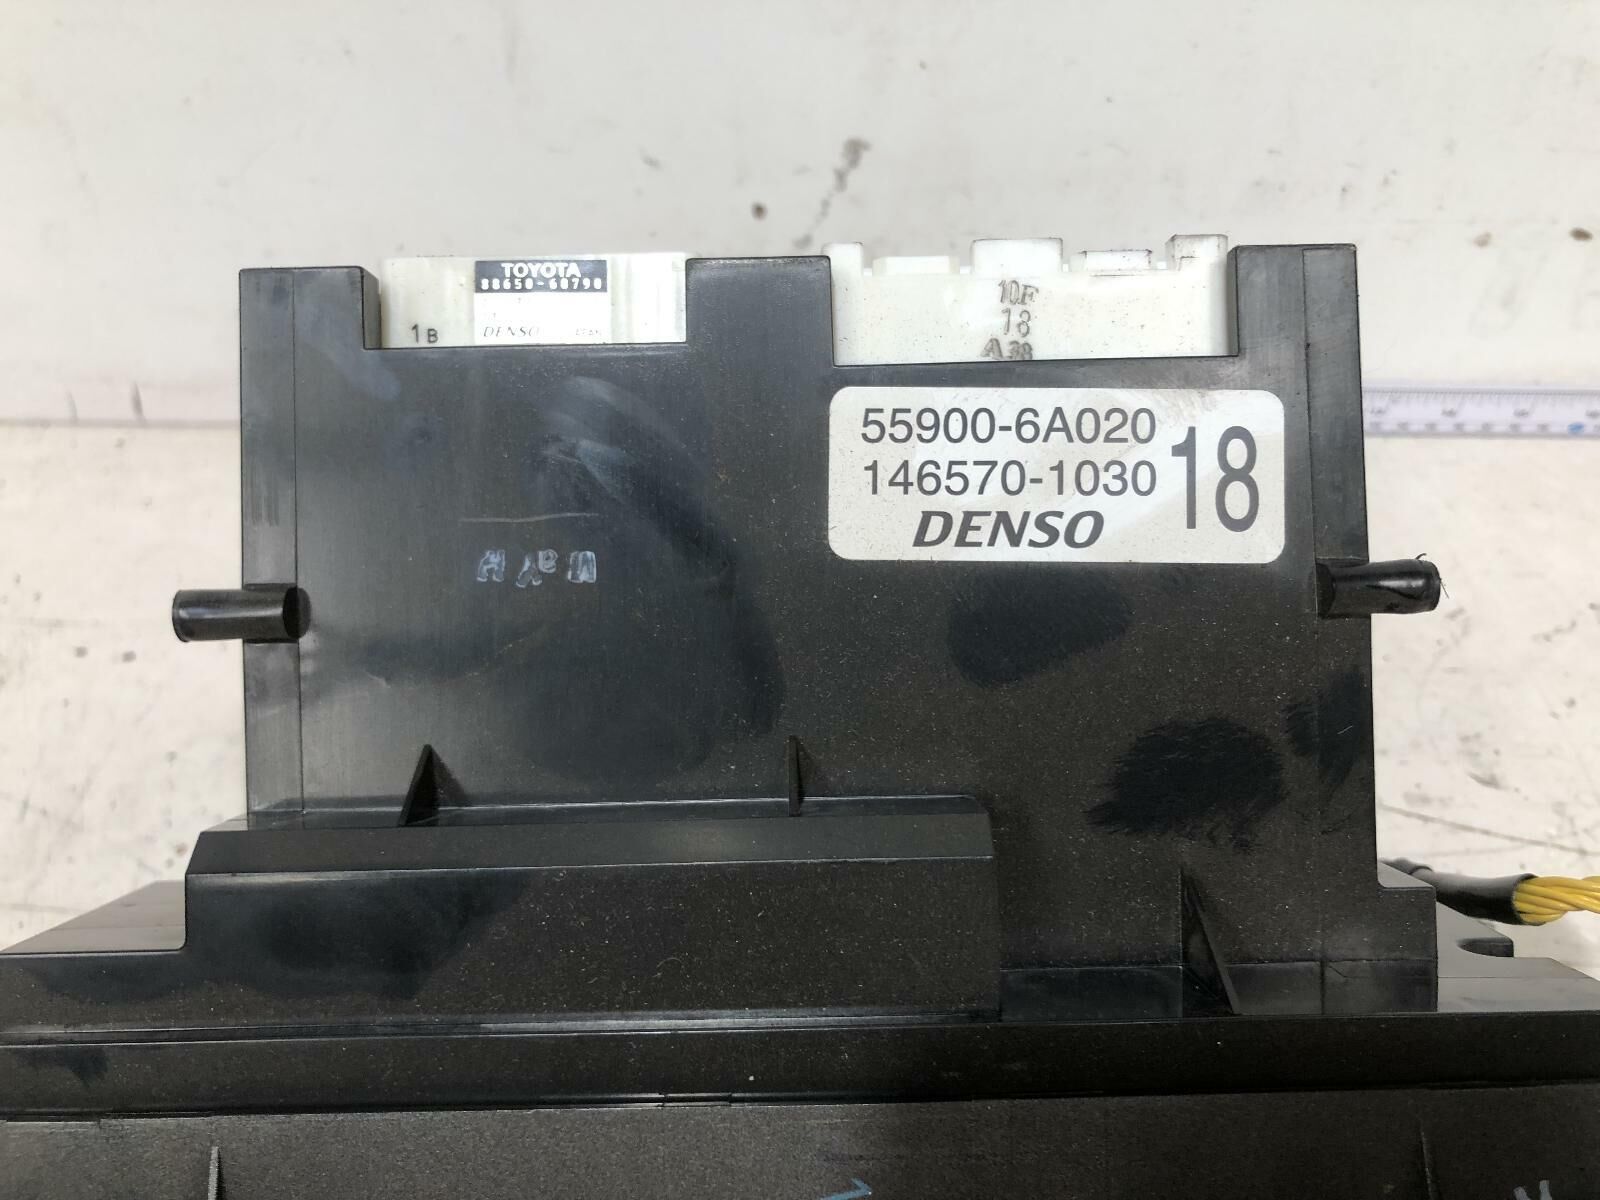 TOYOTA
88650-60790
DENSO
1B
10F
18
A38
55900-6A020
146570-1030
18
DENSO